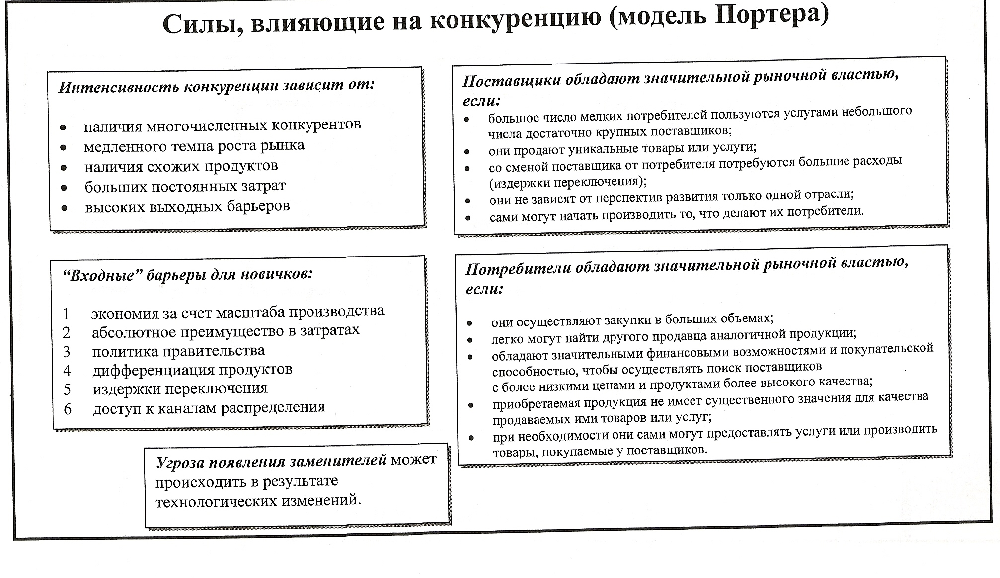 Силы, влияющие на конкуренцию (модель Портера)
Интенсивность конкуренции зависит от:
• наличия многочисленных конкурентов
• медленного темпа роста рынка
• наличия схожих продуктов
• больших постоянных затрат
• высоких выходных барьеров
Поставщики обладают значительной рыночной властью,
если:
• большое число мелких потребителей пользуются услугами небольшого
числа достаточно крупных поставщиков;
• они продают уникальные товары или услуги;
• со сменой поставщика от потребителя потребуются большие расходы
(издержки переключения);
• они не зависят от перспектив развития только одной отрасли;
• сами могут начать производить то, что делают их потребители.
“Входные” барьеры для новичков:
1 экономия за счет масштаба производства
2 абсолютное преимущество в затратах
3 политика правительства
4 дифференциация продуктов
5 издержки переключения
6 доступ к каналам распределения
Потребители обладают значительной рыночной властью,
если:
• они осуществляют закупки в больших объемах;
• легко могут найти другого продавца аналогичной продукции;
• обладают значительными финансовыми возможностями и покупательской
способностью, чтобы осуществлять поиск поставщиков
с более низкими ценами и продуктами более высокого качества;
• приобретаемая продукция не имеет существенного значения для качества
продаваемых ими товаров или услуг;
• при необходимости они сами могут предоставлять услуги или производить
товары, покупаемые у поставщиков.
Угроза появления заменителей может
происходить в результате
технологических изменений.